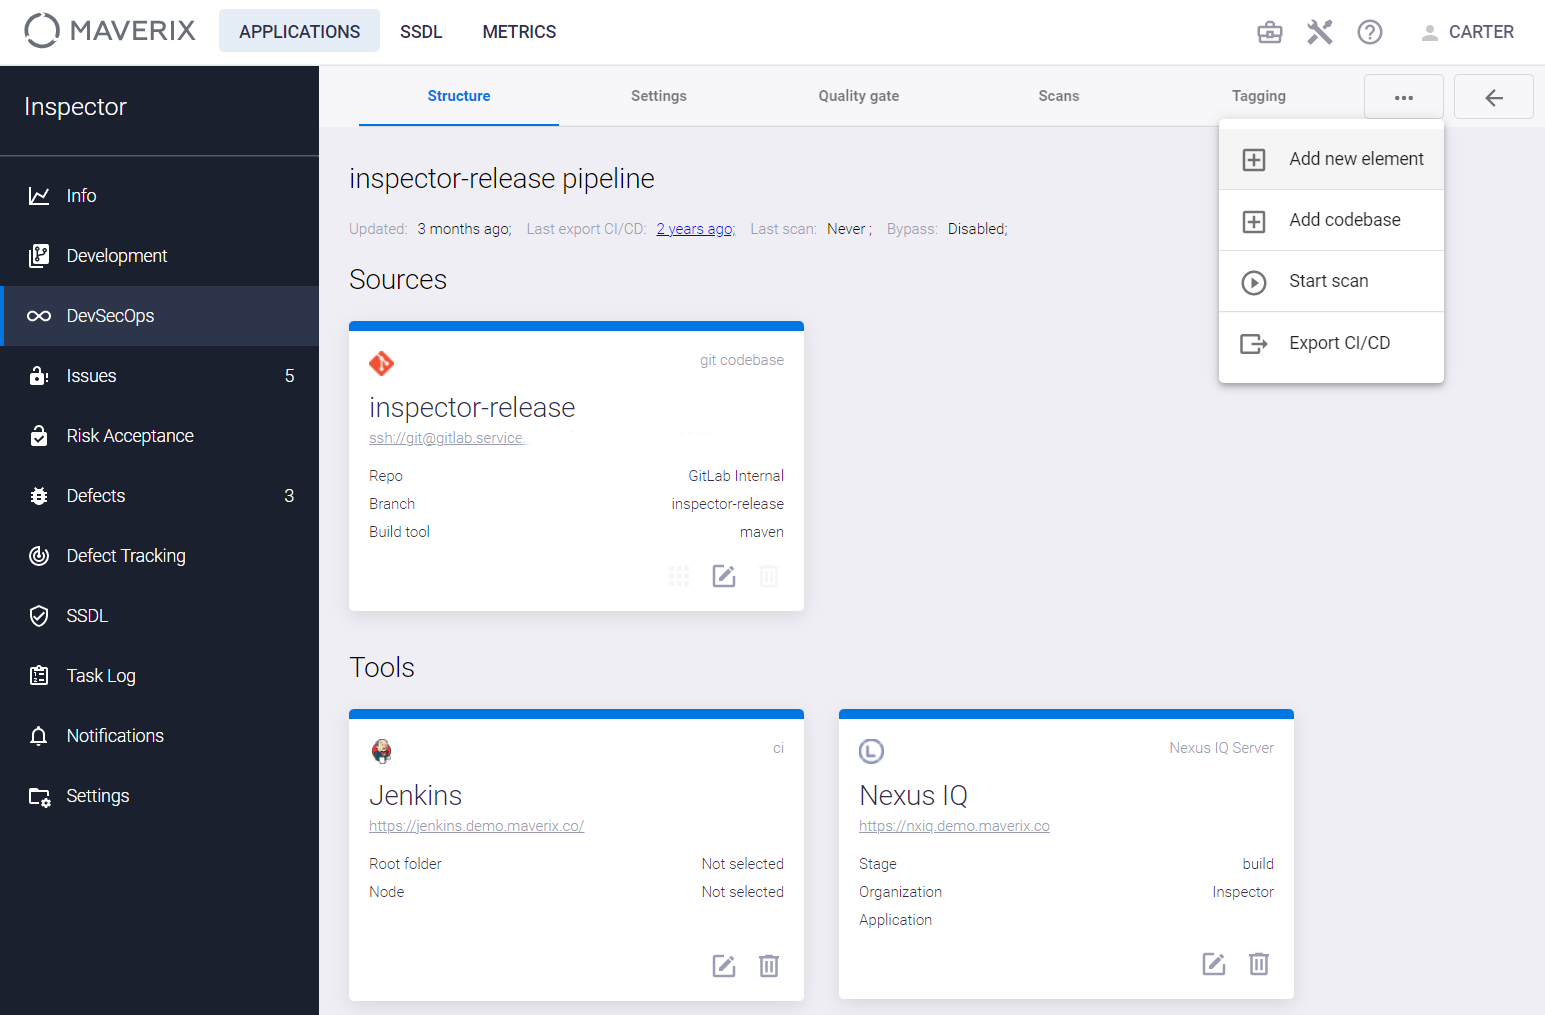 MAVERIX APPLICATIONS SSDL METRICS CARTER
Inspector
Info
Development
DevSecOps
Issues 5
Risk Acceptance
Defects 3
Defect Tracking
SSDL
Task Log
Notifications
Settings
Structure Settings Quality gate Scans Tagging
Add new element
Add codebase
Start scan
Export CI/CD
inspector-release pipeline
Updated: 3 months ago; Last export CI/CD: 2 years ago; Last scan: Never ; Bypass: Disabled;
Sources
git codebase
inspector-release
ssh://git@gitlab.service
Repo GitLab Internal
Branch inspector-release
Build tool maven
Tools
ci
Jenkins
https://jenkins.demo.maverix.co/
Root folder Not selected
Node Not selected
Nexus IQ Server
Nexus IQ
https://nxiq.demo.maverix.co
Stage build
Organization Inspector
Application